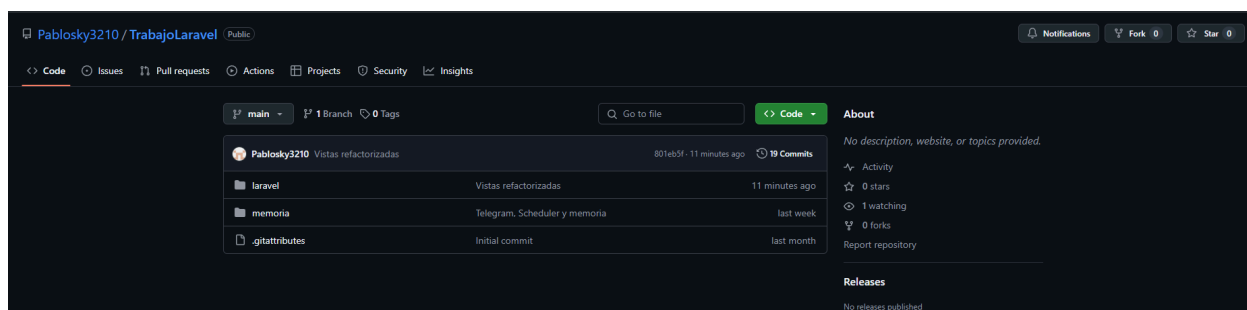 Pablosky3210 / TrabajoLaravel Public
Notifications Fork 0 Star 0
Code Issues Pull requests Actions Projects Security Insights
main 1 Branch 0 Tags Go to file Code
Pablosky3210 Vistas refactorizadas 801eb5f · 11 minutes ago 19 Commits
laravel Vistas refactorizadas 11 minutes ago
memoria Telegram, Scheduler y memoria last week
.gitattributes Initial commit last month
About
No description, website, or topics provided.
Activity
0 stars
1 watching
0 forks
Report repository
Releases
No releases published